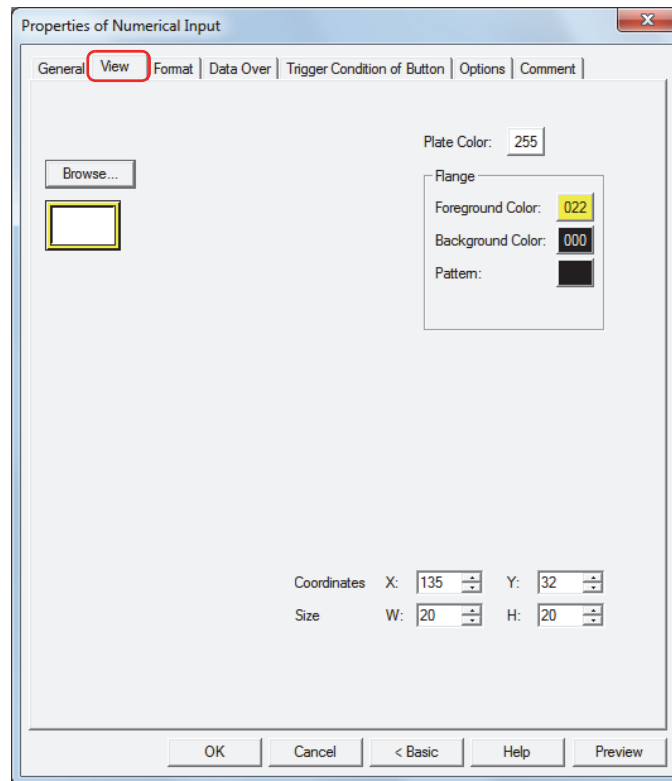 Properties of Numerical Input
General View Format Data Over Trigger Condition of Button Options Comment
Plate Color: 255
Browse...
Flange
Foreground Color: 022
Background Color: 000
Pattern:
Coordinates X: 135 Y: 32
Size W: 20 H: 20
OK Cancel < Basic Help Preview